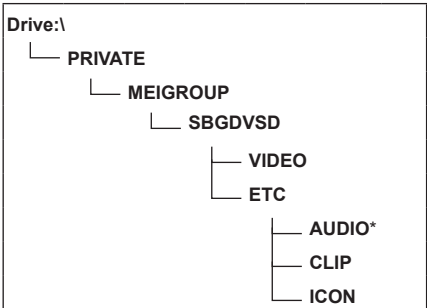 Drive:\
PRIVATE
MEIGROUP
SBGDVSD
VIDEO
ETC
AUDIO*
CLIP
ICON